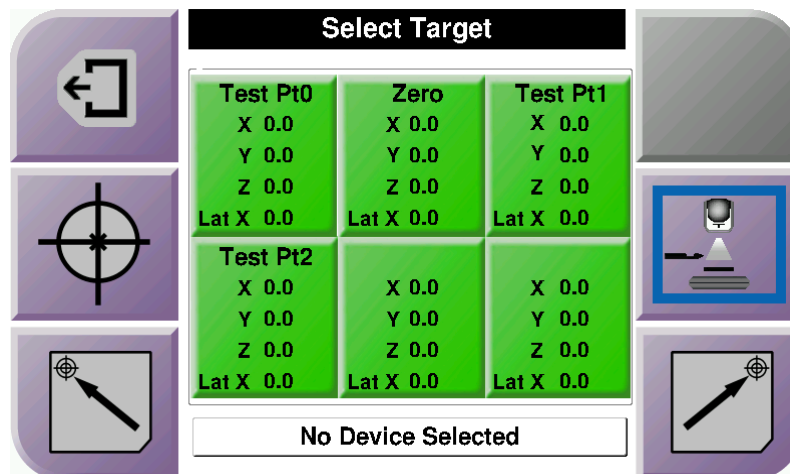 Select Target
Test Pt0 Zero Test Pt1
X 0.0 X 0.0 X 0.0
Y 0.0 Y 0.0 Y 0.0
Z 0.0 Z 0.0 Z 0.0
Lat X 0.0 Lat X 0.0 Lat X 0.0
Test Pt2
X 0.0 X 0.0 X 0.0
Y 0.0 Y 0.0 Y 0.0
Z 0.0 Z 0.0 Z 0.0
Lat X 0.0 Lat X 0.0 Lat X 0.0
No Device Selected